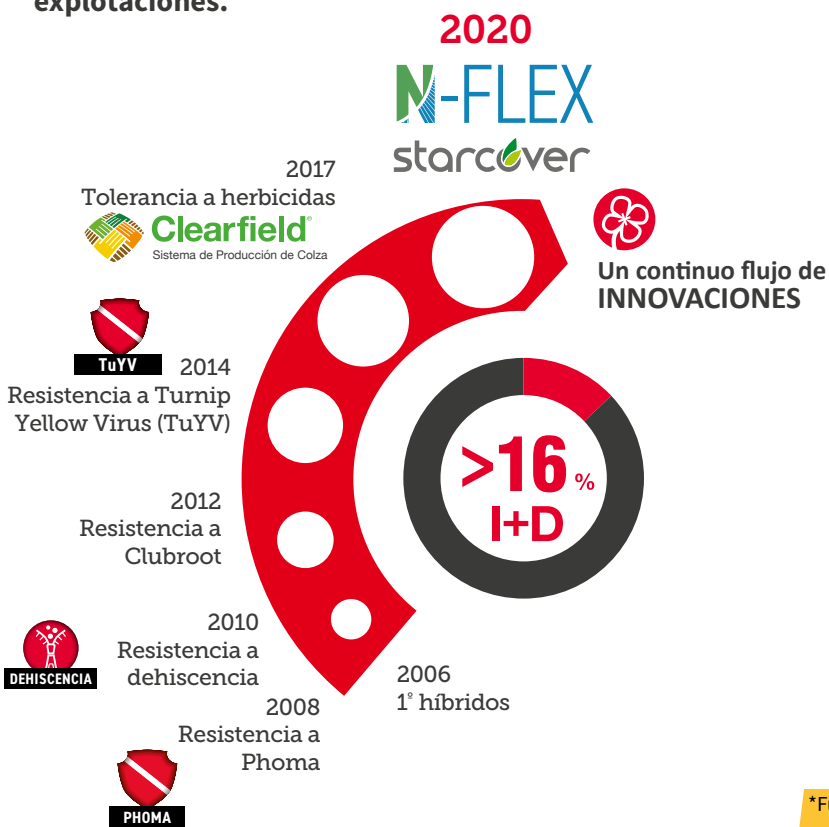 explotaciones.
2020
N-FLEX
starcover
2017
Tolerancia a herbicidas
Clearfield®
Sistema de Producción de Colza
Un continuo flujo de
INNOVACIONES
TuYV
2014
Resistencia a Turnip
Yellow Virus (TuYV)
>16 %
I+D
2012
Resistencia a
Clubroot
2010
Resistencia a
dehiscencia
DEHISCENCIA
2006
1º híbridos
2008
Resistencia a
Phoma
PHOMA